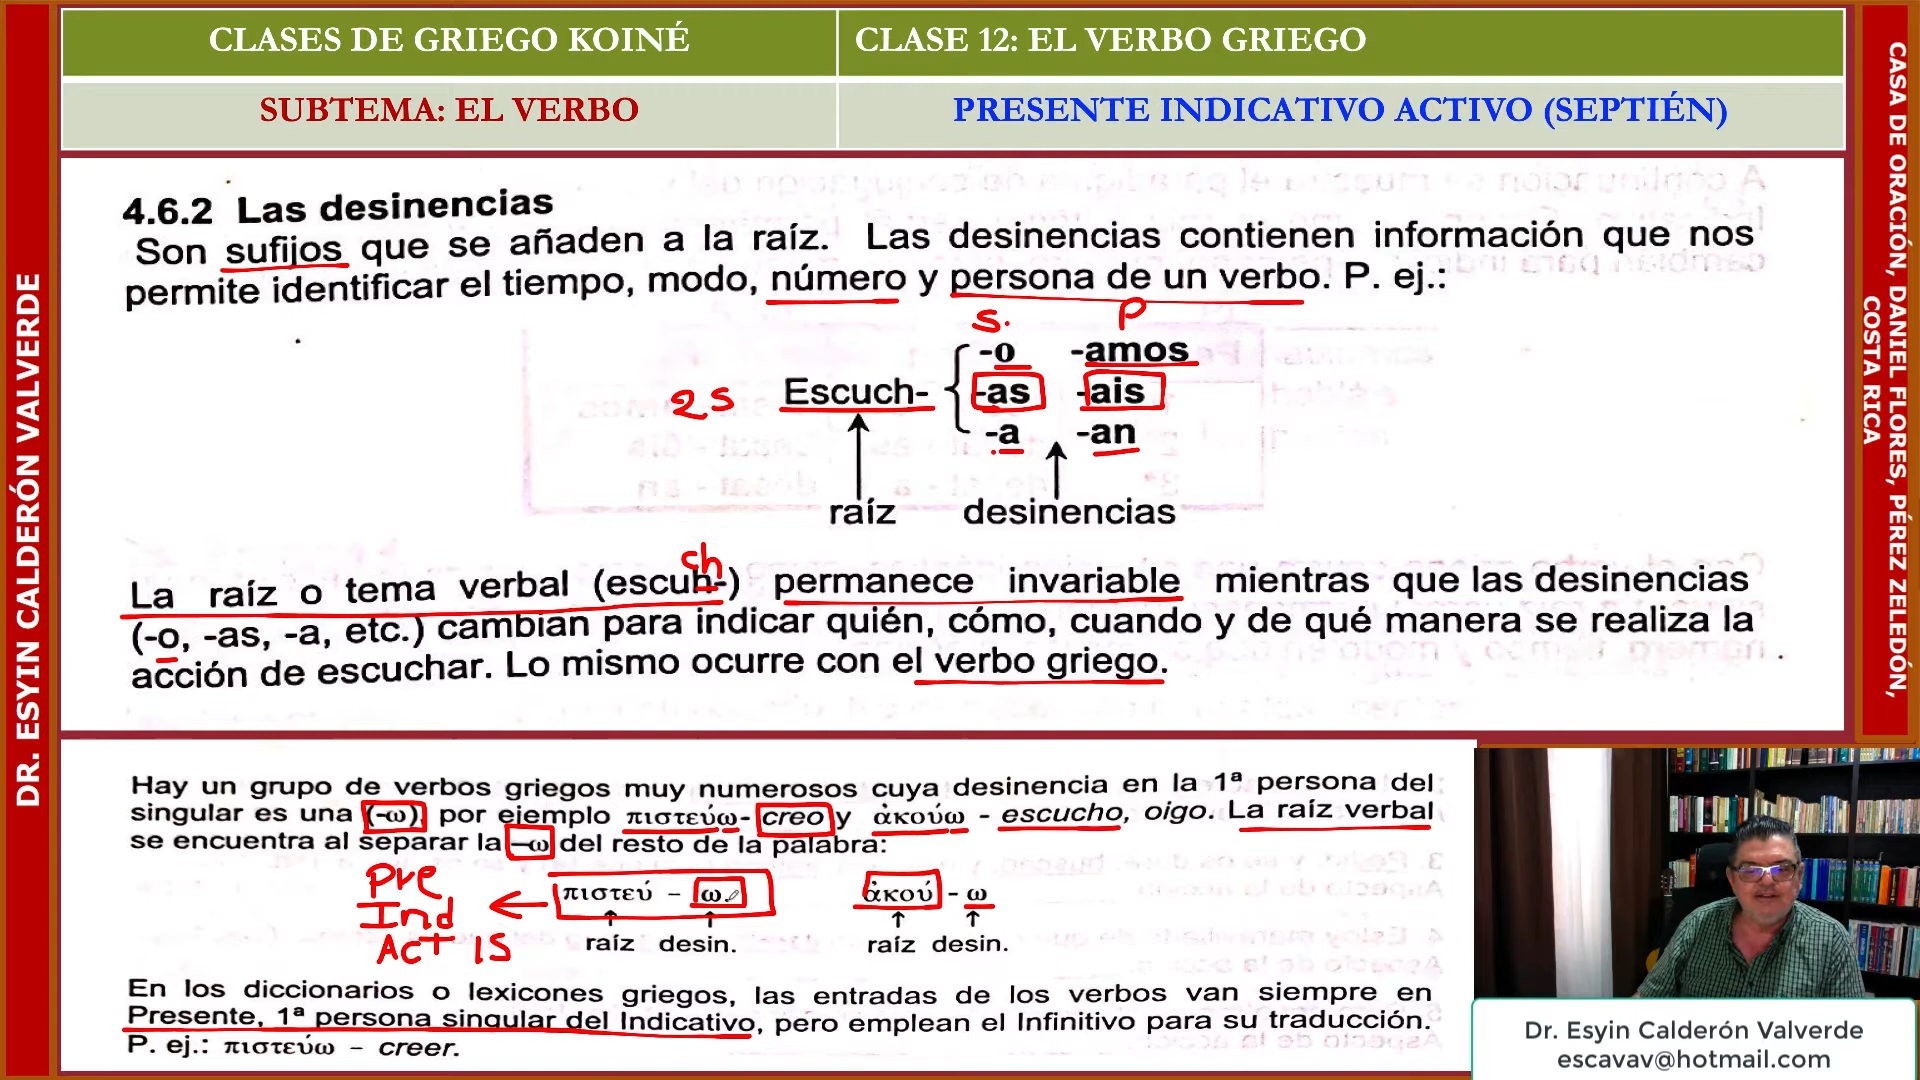 CLASES DE GRIEGO KOINÉ
CLASE 12: EL VERBO GRIEGO
SUBTEMA: EL VERBO
PRESENTE INDICATIVO ACTIVO (SEPTIÉN)
DR. ESYIN CALDERÓN VALVERDE
CASA DE ORACIÓN, DANIEL FLORES, PÉREZ ZELEDÓN,
COSTA RICA
4.6.2 Las desinencias
Son sufijos que se añaden a la raíz. Las desinencias contienen información que nos
permite identificar el tiempo, modo, número y persona de un verbo. P. ej.:
S. P
-o -amos
2S Escuch- -as -ais
-a -an
raíz desinencias
ch
La raíz o tema verbal (escuh-) permanece invariable mientras que las desinencias
(-o, -as, -a, etc.) cambian para indicar quién, cómo, cuando y de qué manera se realiza la
acción de escuchar. Lo mismo ocurre con el verbo griego.
Hay un grupo de verbos griegos muy numerosos cuya desinencia en la 1ª persona del
singular es una (-ω), por ejemplo πιστεύω- creo y ἀκούω - escucho, oigo. La raíz verbal
se encuentra al separar la –ω del resto de la palabra:
Pre
Ind
Act 1S
πιστεύ - ω ἀκού - ω
raíz desin. raíz desin.
En los diccionarios o lexicones griegos, las entradas de los verbos van siempre en
Presente, 1ª persona singular del Indicativo, pero emplean el Infinitivo para su traducción.
P. ej.: πιστεύω – creer.
Dr. Esyin Calderón Valverde
escavav@hotmail.com